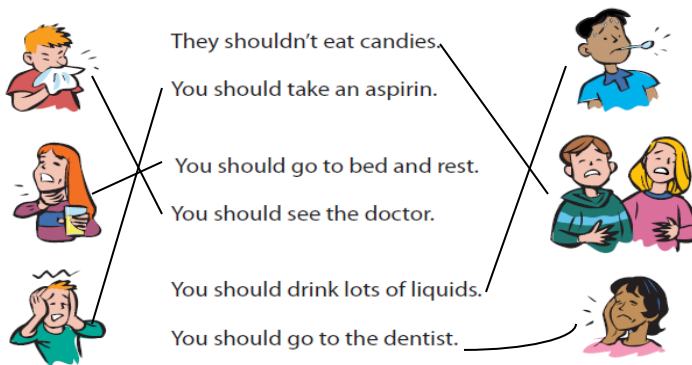 They shouldn't eat candies.
You should take an aspirin.
You should go to bed and rest.
You should see the doctor.
You should drink lots of liquids.
You should go to the dentist.